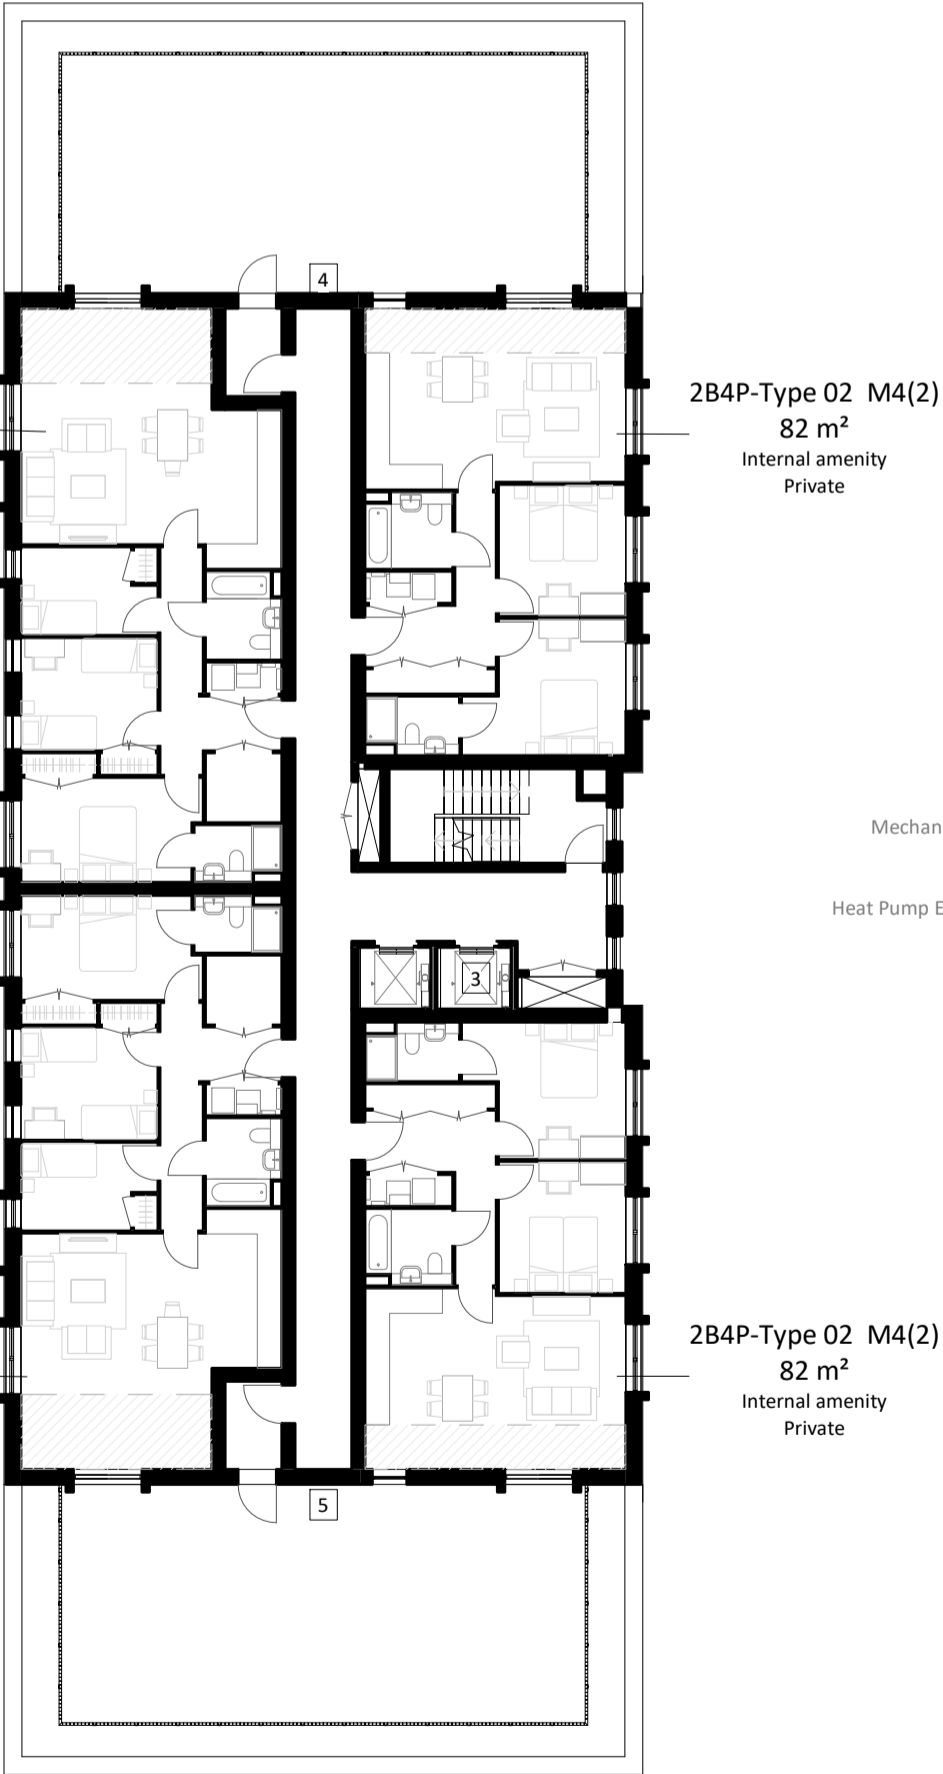 4
2B4P-Type 02 M4(2)
82 m²
Internal amenity
Private
Mechan
Heat Pump E
3
2B4P-Type 02 M4(2)
82 m²
Internal amenity
Private
5